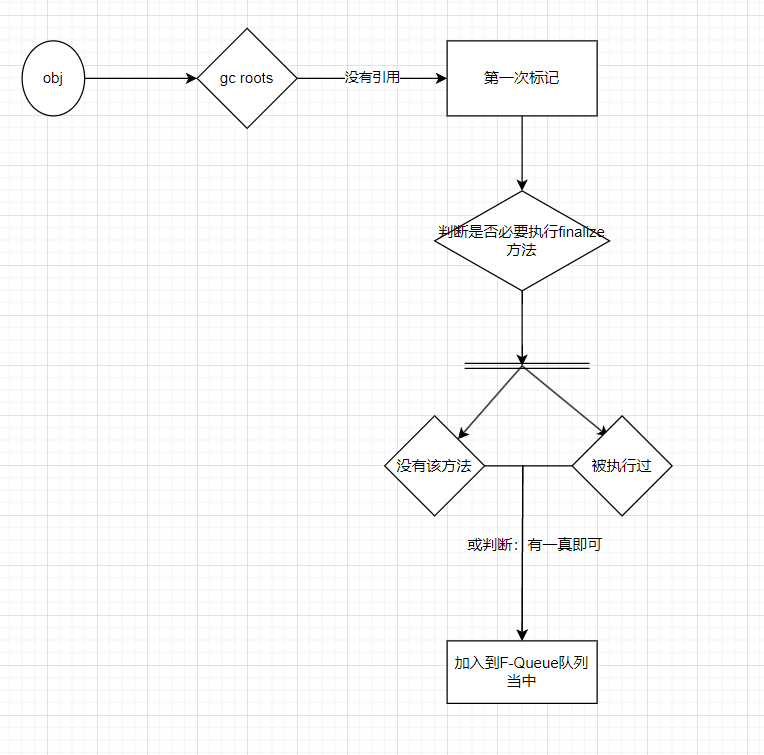 obj
gc roots
没有引用
第一次标记
判断是否必要执行finalize
方法
没有该方法
被执行过
或判断：有一真即可
加入到F-Queue队列
当中